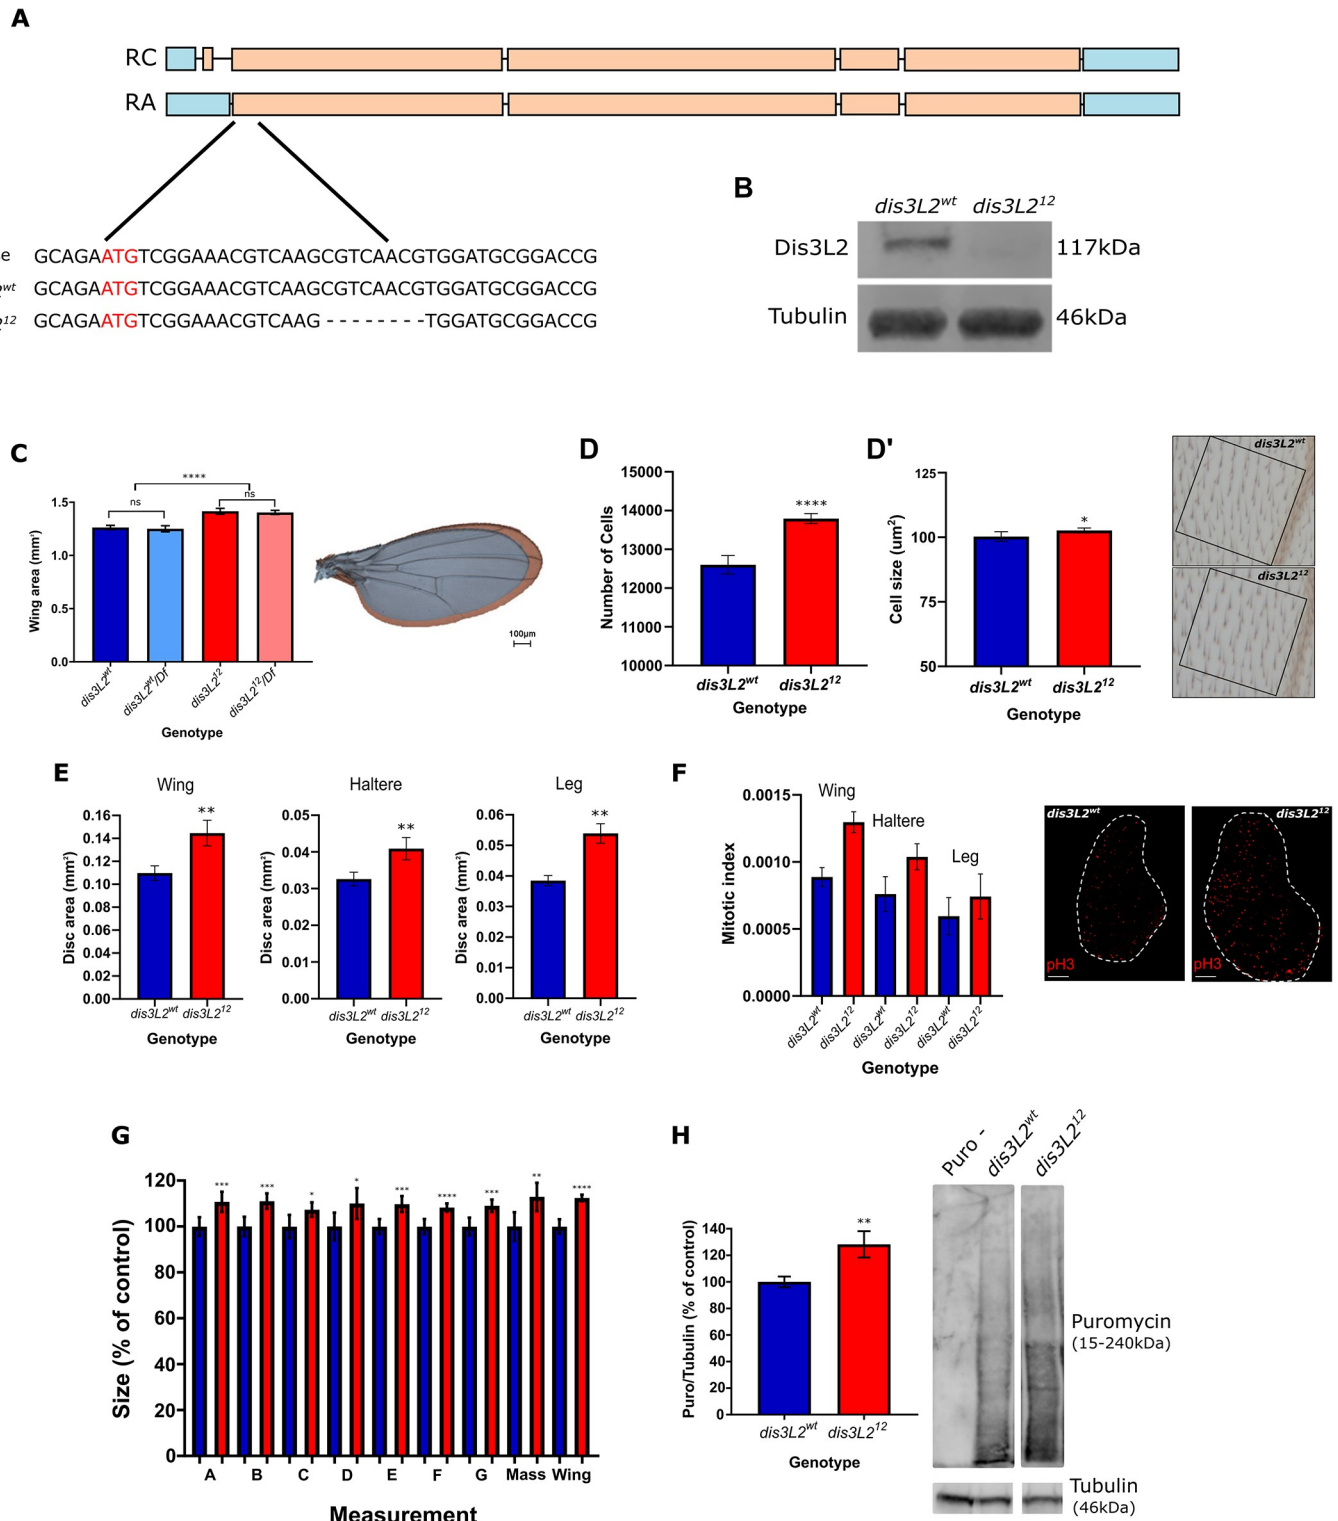 A
RC
RA
se GCAGAATGTCGGAAACGTCAAGCGTCAACGTGGATGCGGACCG
wt GCAGAATGTCGGAAACGTCAAGCGTCAACGTGGATGCGGACCG
12 GCAGAATGTCGGAAACGTCAAG --------TGGATGCGGACCG
B
dis3L2wt dis3L212
Dis3L2 117kDa
Tubulin 46kDa
C
****
ns
ns
Wing area (mm²)
1.5
1.0
0.5
0.0
dis3L2wt
dis3L2wt/Df
dis3L212
dis3L212/Df
Genotype
100µm
D
Number of Cells
15000
14000
13000
12000
11000
10000
****
dis3L2wt dis3L212
Genotype
D'
Cell size (um²)
125
100
75
50
*
dis3L2wt dis3L212
Genotype
dis3L2wt
dis3L212
E
Wing
Disc area (mm²)
0.16
0.14
0.12
0.10
0.08
0.06
0.04
0.02
0.00
**
dis3L2wt dis3L212
Genotype
Haltere
Disc area (mm²)
0.05
0.04
0.03
0.02
0.01
0.00
**
dis3L2wt dis3L212
Genotype
Leg
Disc area (mm²)
0.06
0.05
0.04
0.03
0.02
0.01
0.00
**
dis3L2wt dis3L212
Genotype
F
Mitotic index
0.0015
0.0010
0.0005
0.0000
Wing
Haltere
Leg
dis3L2wt
dis3L212
dis3L2wt
dis3L212
dis3L2wt
dis3L212
Genotype
dis3L2wt
pH3
dis3L212
pH3
G
Size (% of control)
120
100
80
60
40
20
0
*** *** * * *** **** *** ** ****
A B C D E F G Mass Wing
Measurement
H
Puro/Tubulin (% of control)
140
120
100
80
60
40
20
0
**
dis3L2wt dis3L212
Genotype
Puro -
dis3L2wt
dis3L212
Puromycin
(15-240kDa)
Tubulin
(46kDa)